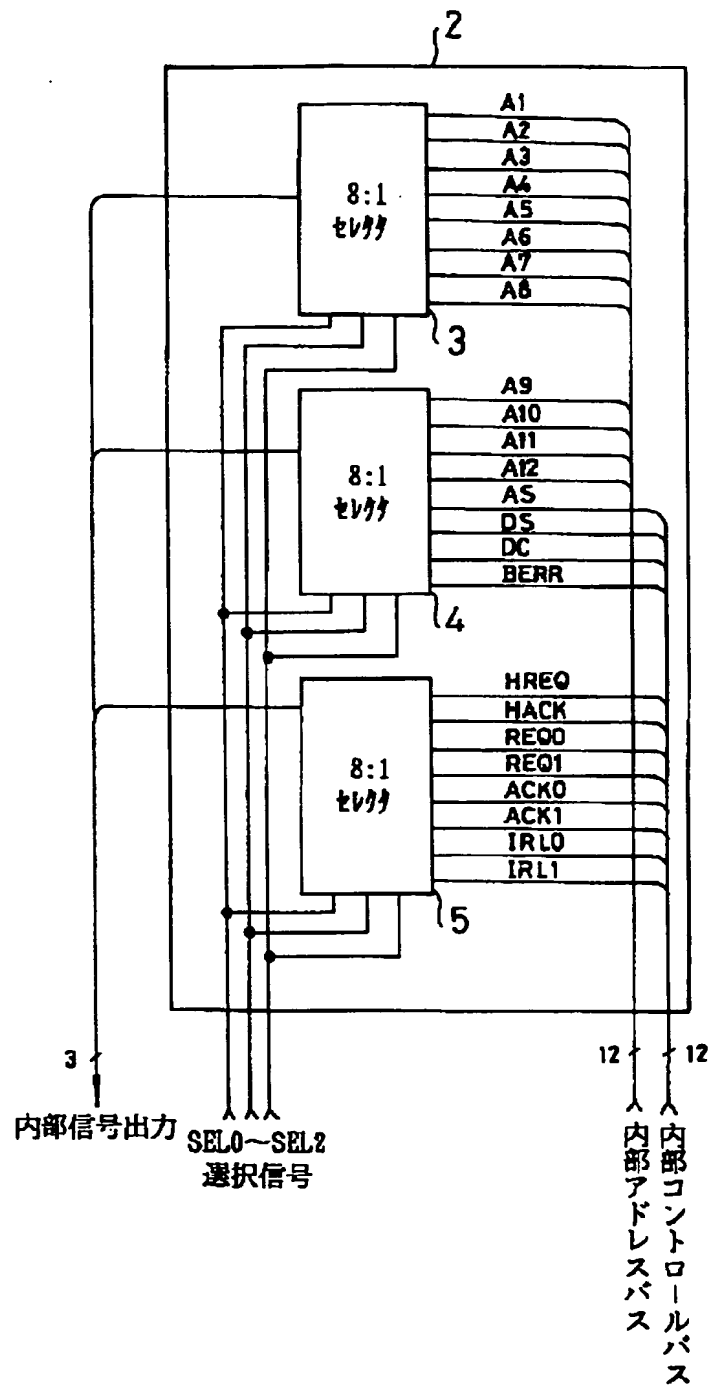 2
A1
A2
A3
A4
A5
A6
A7
A8
8:1
ｾﾚｸﾀ
3
A9
A10
A11
A12
AS
DS
DC
BERR
8:1
ｾﾚｸﾀ
4
HREQ
HACK
REQ0
REQ1
ACK0
ACK1
IRL0
IRL1
8:1
ｾﾚｸﾀ
5
3
12
12
内部信号出力
SEL0～SEL2
選択信号
内部アドレスバス
内部コントロールバス